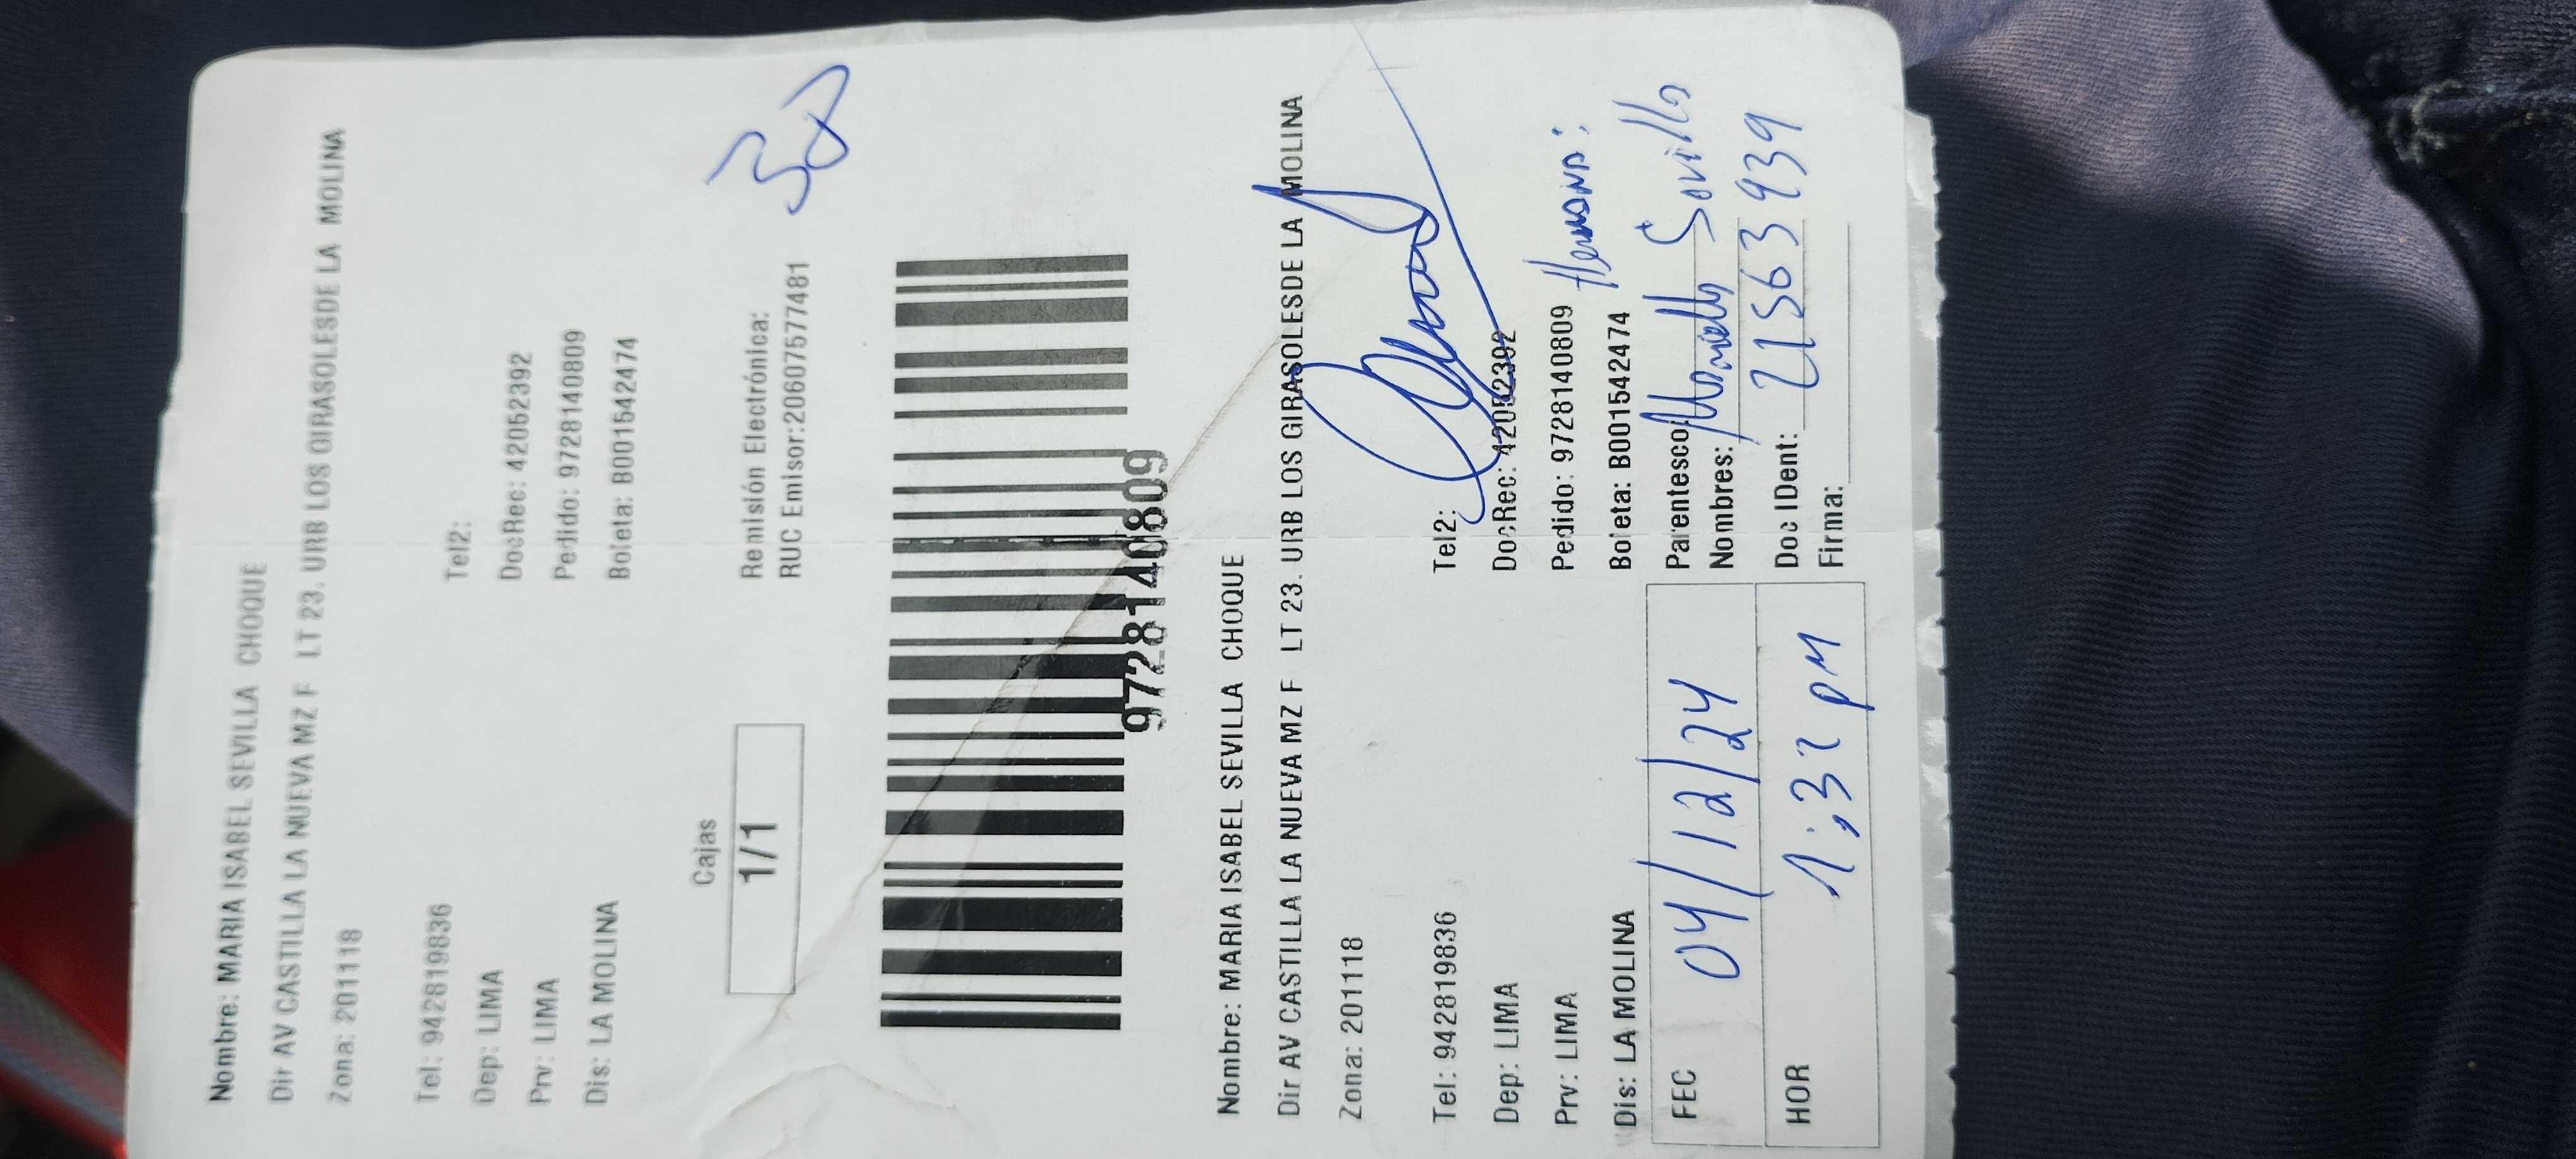 Nombre: MARIA ISABEL SEVILLA CHOQUE
Dir AV CASTILLA LA NUEVA MZ F LT 23. URB LOS GIRASOLESDE LA MOLINA
Zona: 201118
Tel: 942819836 Tel2:
Dep: LIMA DocRec: 42052392
Prv: LIMA Pedido: 9728140809
Dis: LA MOLINA Boleta: B001542474
Cajas
1/1
Remisión Electrónica:
RUC Emisor:20607577481
9728140809
Nombre: MARIA ISABEL SEVILLA CHOQUE
Dir AV CASTILLA LA NUEVA MZ F LT 23. URB LOS GIRASOLESDE LA MOLINA
Zona: 201118
Tel: 942819836 Tel2:
Dep: LIMA DocRec: 42052392
Prv: LIMA Pedido: 9728140809
Dis: LA MOLINA Boleta: B001542474
FEC 04/12/24
HOR 1:32 PM
Parentesco:
Nombres:
Doc IDent: 21563939
Firma: